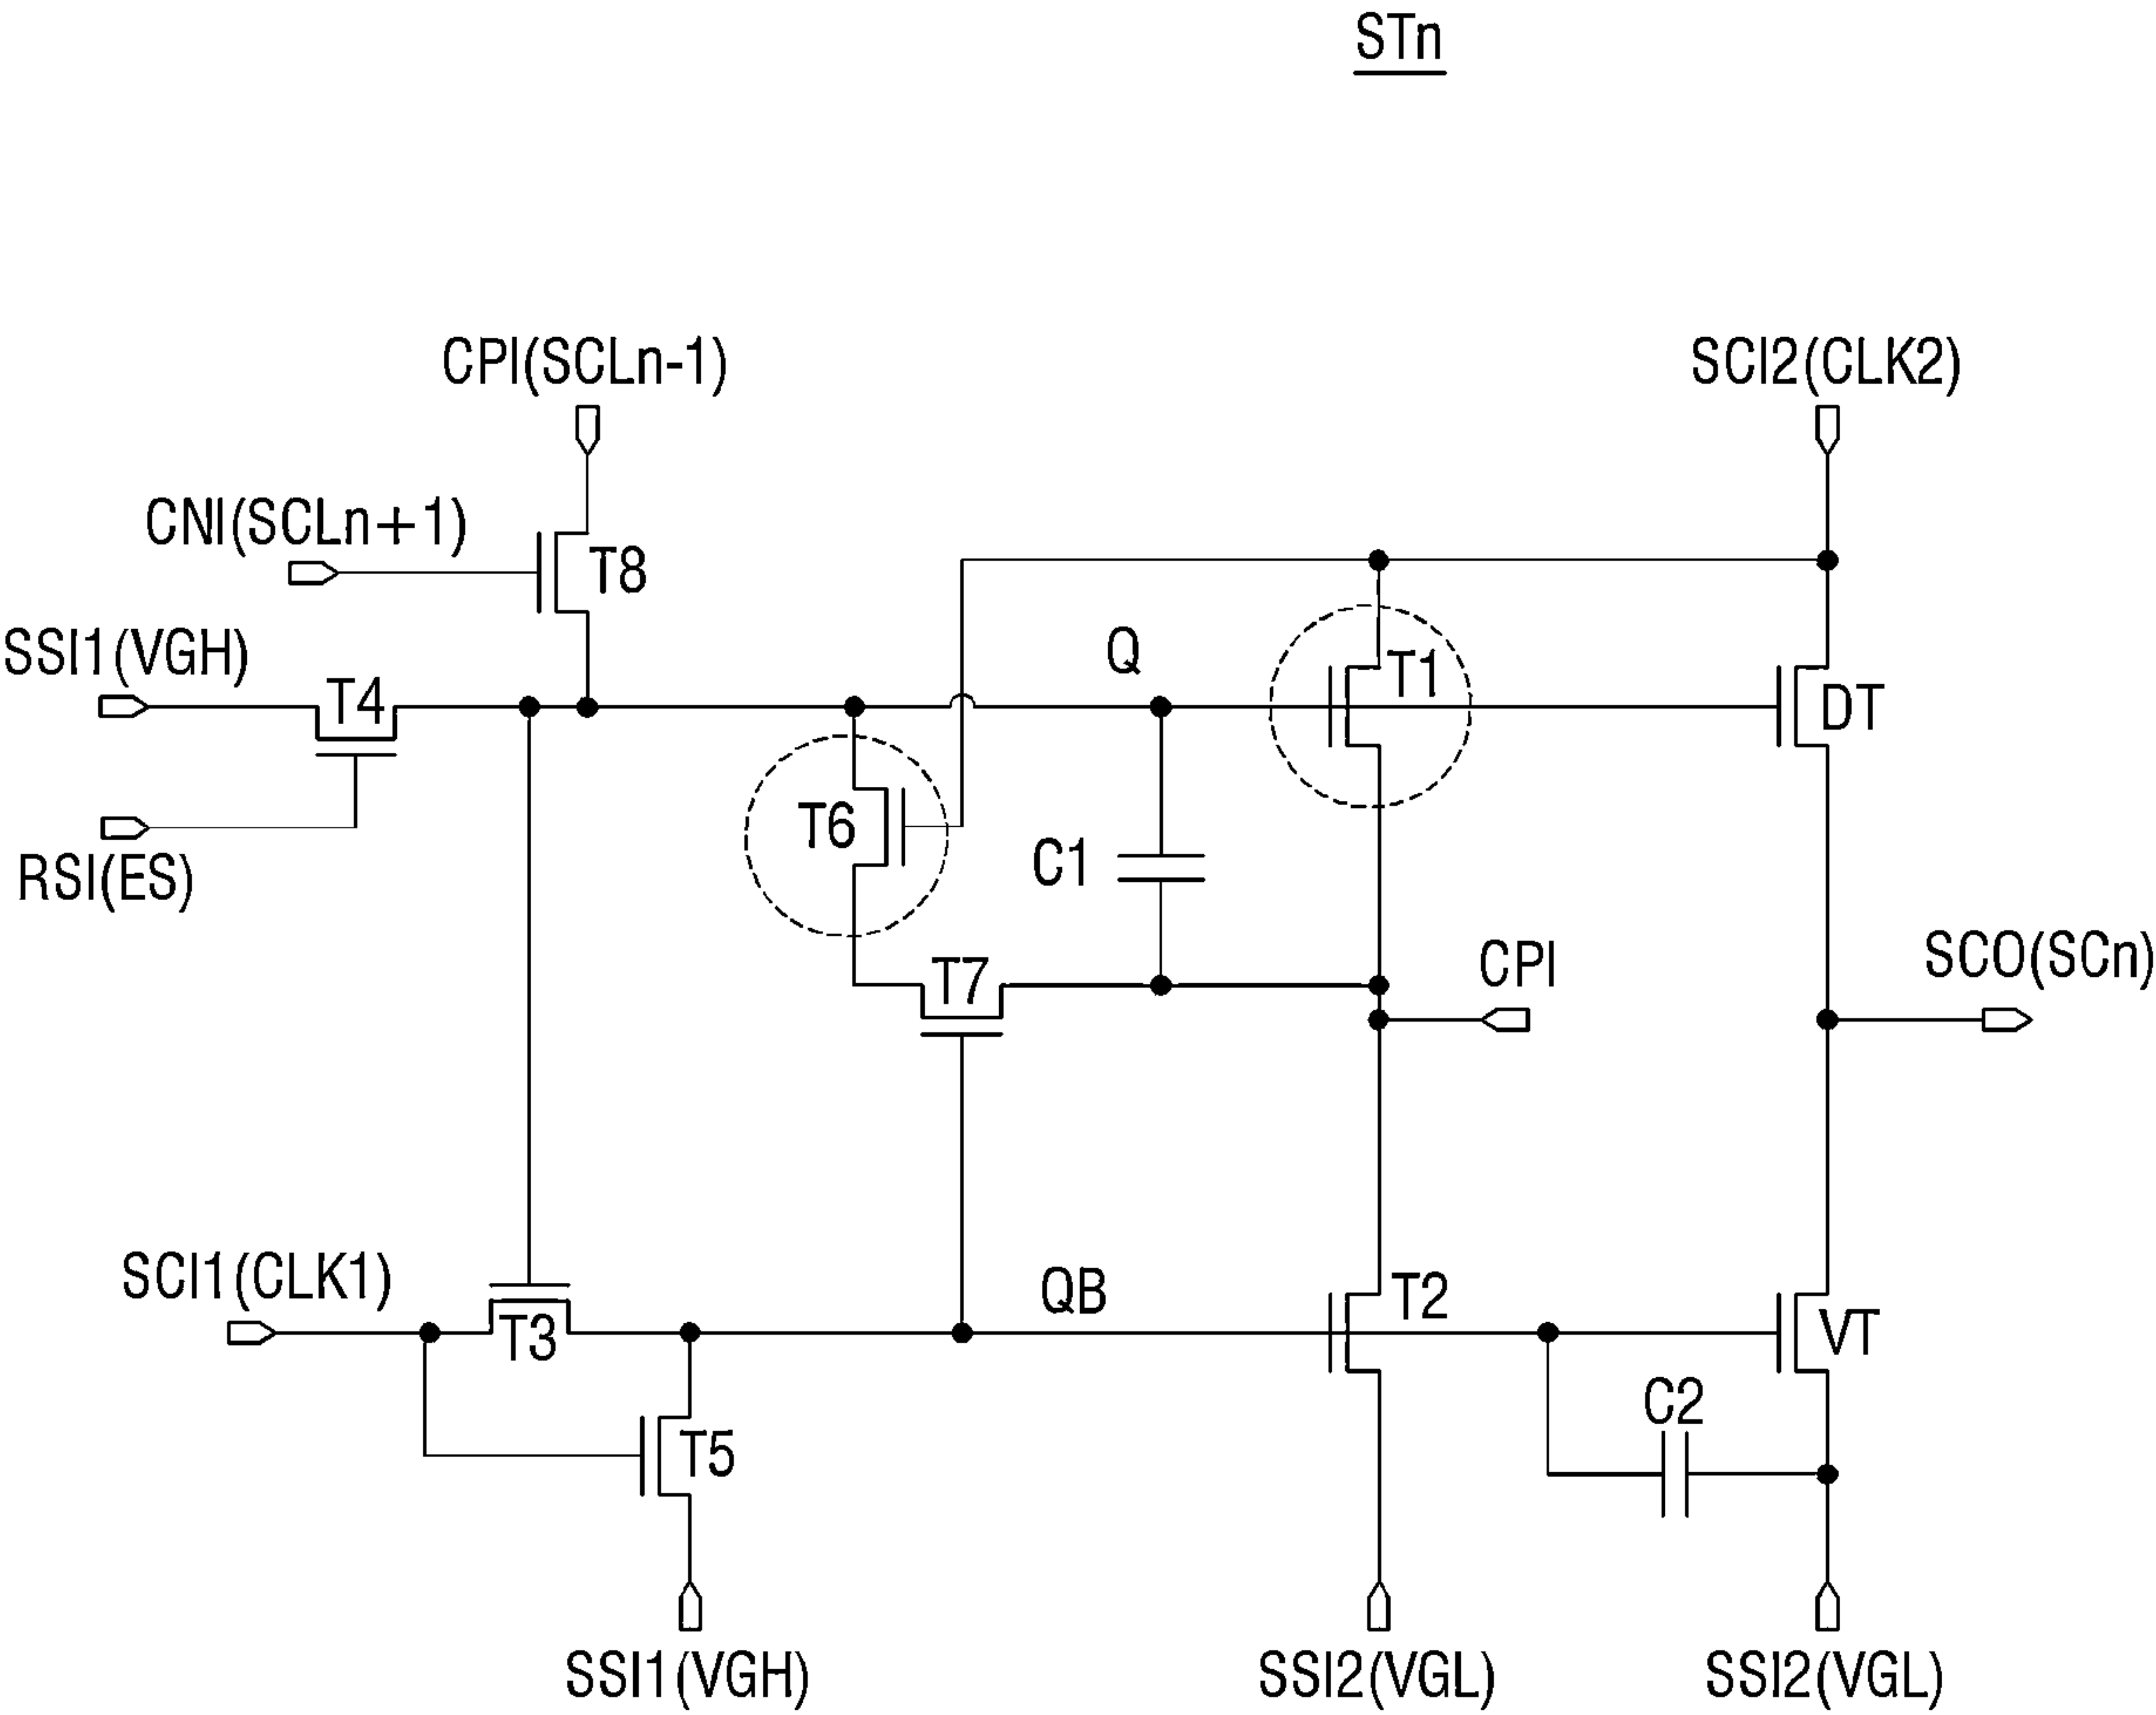 STn
CPI(SCLn-1)
SCI2(CLK2)
CNI(SCLn+1)
T8
SSI1(VGH)
T4
Q
T1
DT
T6
C1
RSI(ES)
T7
CPI
SCO(SCn)
SCI1(CLK1)
T3
QB
T2
VT
C2
T5
SSI1(VGH)
SSI2(VGL)
SSI2(VGL)